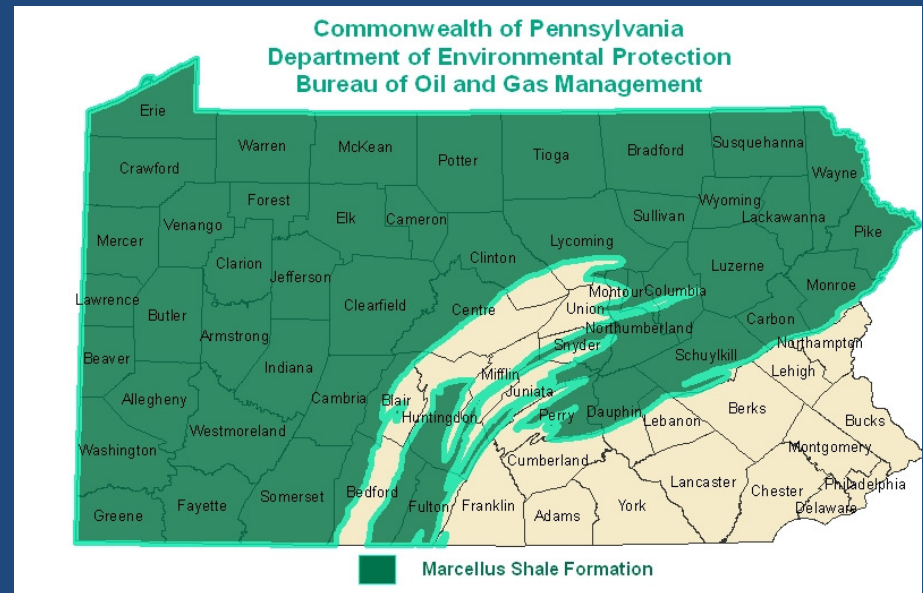 Commonwealth of Pennsylvania
Department of Environmental Protection
Bureau of Oil and Gas Management
Erie
Crawford
Warren
McKean
Potter
Tioga
Bradford
Susquehanna
Wayne
Forest
Venango
Mercer
Elk
Cameron
Sullivan
Wyoming
Lackawanna
Pike
Clarion
Jefferson
Clinton
Lycoming
Luzerne
Monroe
Lawrence
Butler
Armstrong
Clearfield
Centre
Union
Montour
Columbia
Carbon
Northumberland
Northampton
Beaver
Indiana
Snyder
Schuylkill
Lehigh
Mifflin
Juniata
Allegheny
Cambria
Blair
Huntingdon
Perry
Dauphin
Lebanon
Berks
Bucks
Westmoreland
Washington
Montgomery
Cumberland
Bedford
Lancaster
Philadelphia
Greene
Fayette
Somerset
Fulton
Franklin
Adams
York
Chester
Delaware
Marcellus Shale Formation